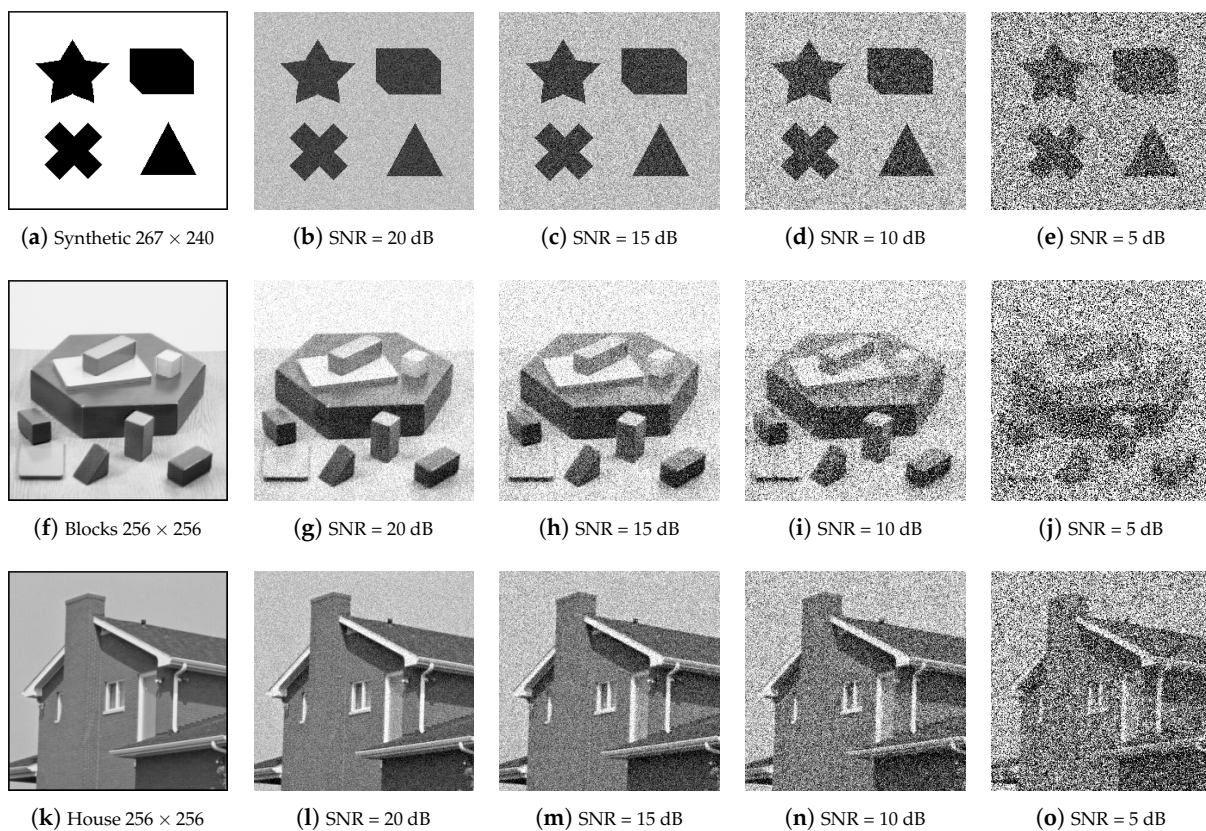 (a) Synthetic 267 × 240
(b) SNR = 20 dB
(c) SNR = 15 dB
(d) SNR = 10 dB
(e) SNR = 5 dB
(f) Blocks 256 × 256
(g) SNR = 20 dB
(h) SNR = 15 dB
(i) SNR = 10 dB
(j) SNR = 5 dB
(k) House 256 × 256
(l) SNR = 20 dB
(m) SNR = 15 dB
(n) SNR = 10 dB
(o) SNR = 5 dB